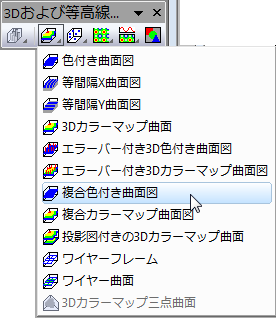 3Dおよび等高線...
色付き曲面図
等間隔X曲面図
等間隔Y曲面図
3Dカラーマップ曲面
エラーバー付き3D色付き曲面図
エラーバー付き3Dカラーマップ曲面図
複合色付き曲面図
複合カラーマップ曲面図
投影図付きの3Dカラーマップ曲面
ワイヤーフレーム
ワイヤー曲面
3Dカラーマップ三点曲面